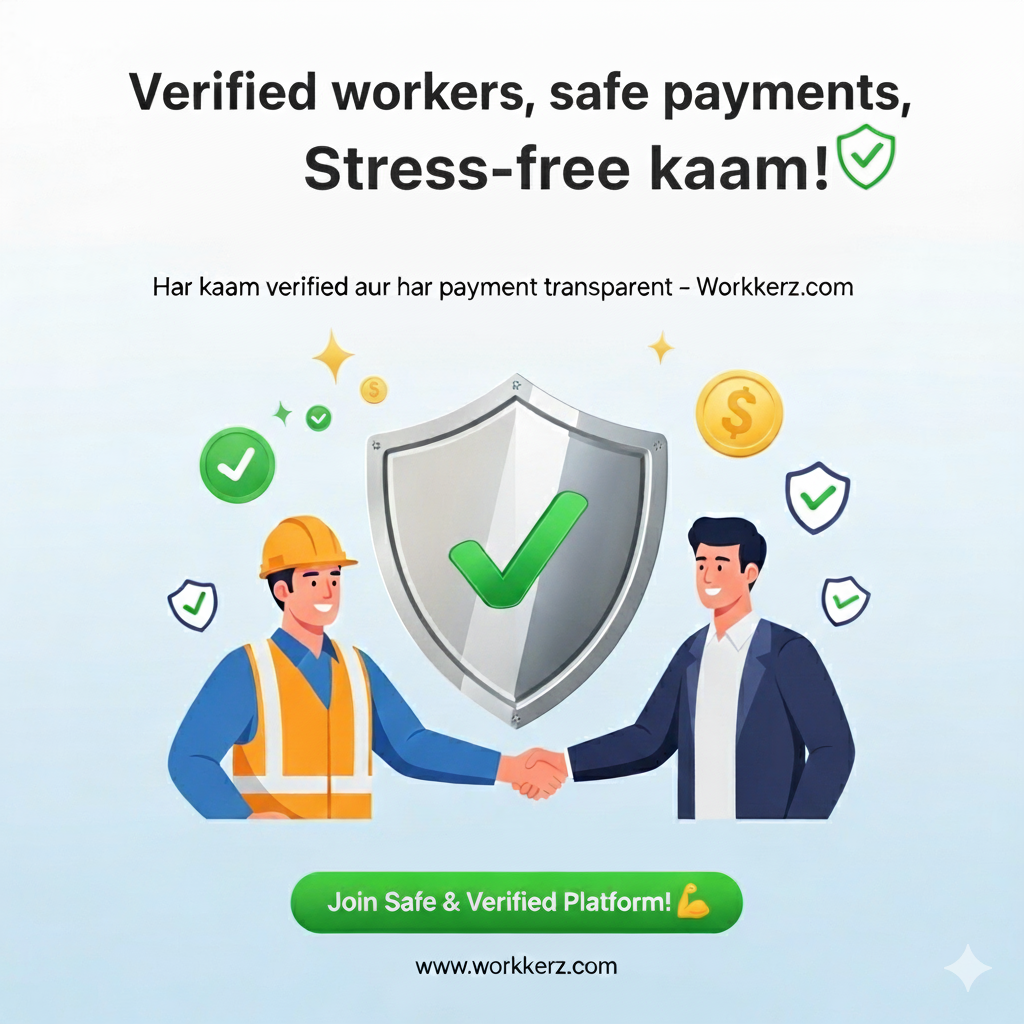 Verified workers, safe payments,
Stress-free kaam!
Har kaam verified aur har payment transparent – Workkerz.com
$
$
Join Safe & Verified Platform! 💪
www.workkerz.com